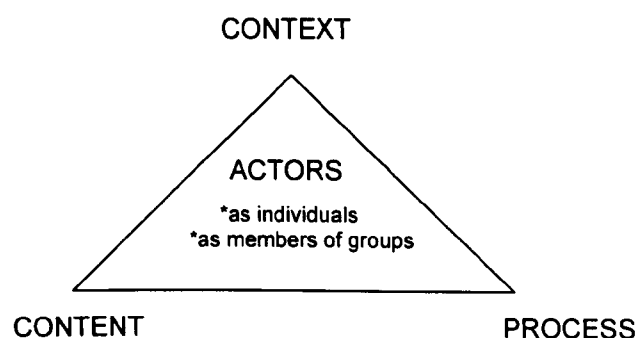 CONTEXT
ACTORS
*as individuals
*as members of groups
CONTENT PROCESS